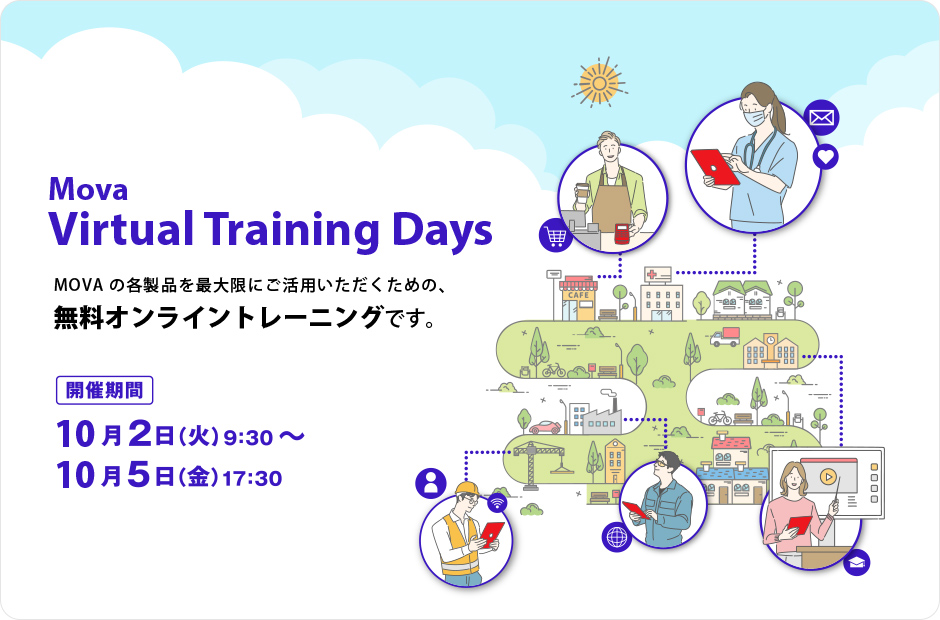 Mova
Virtual Training Days
MOVA の各製品を最大限にご活用いただくための、
無料オンライントレーニングです。
開催期間
10月2日(火)9:30〜
10月5日(金)17:30
CAFE